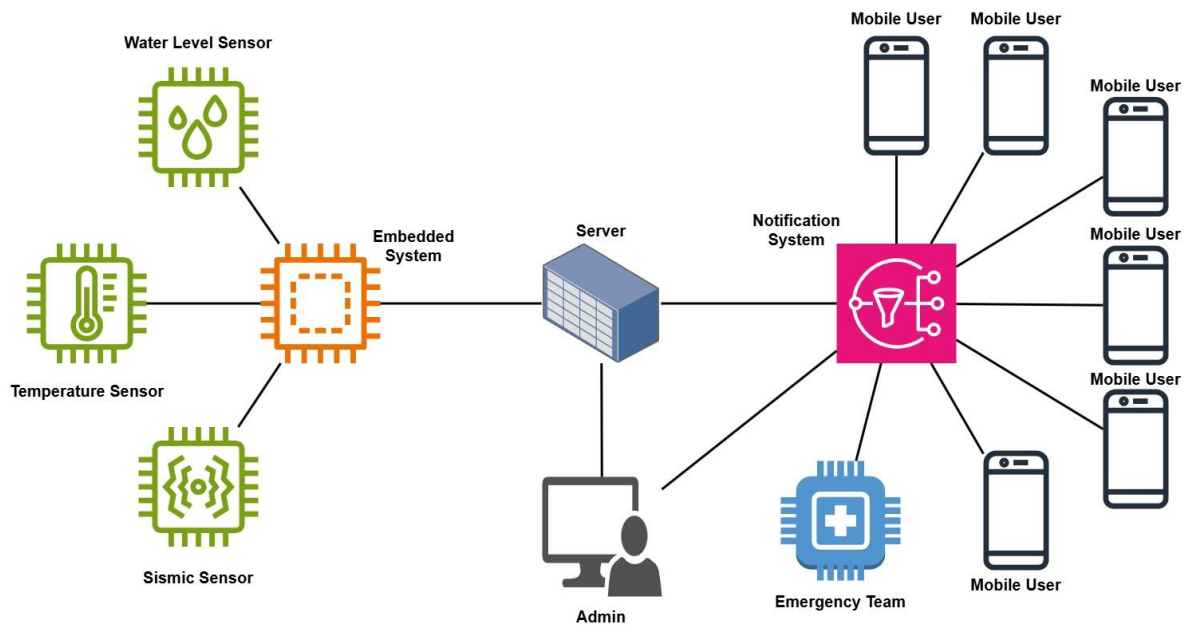 Mobile User
Mobile User
Water Level Sensor
Mobile User
Notification
System
Server
Embedded
System
Mobile User
Temperature Sensor
Mobile User
Sismic Sensor
Mobile User
Emergency Team
Admin